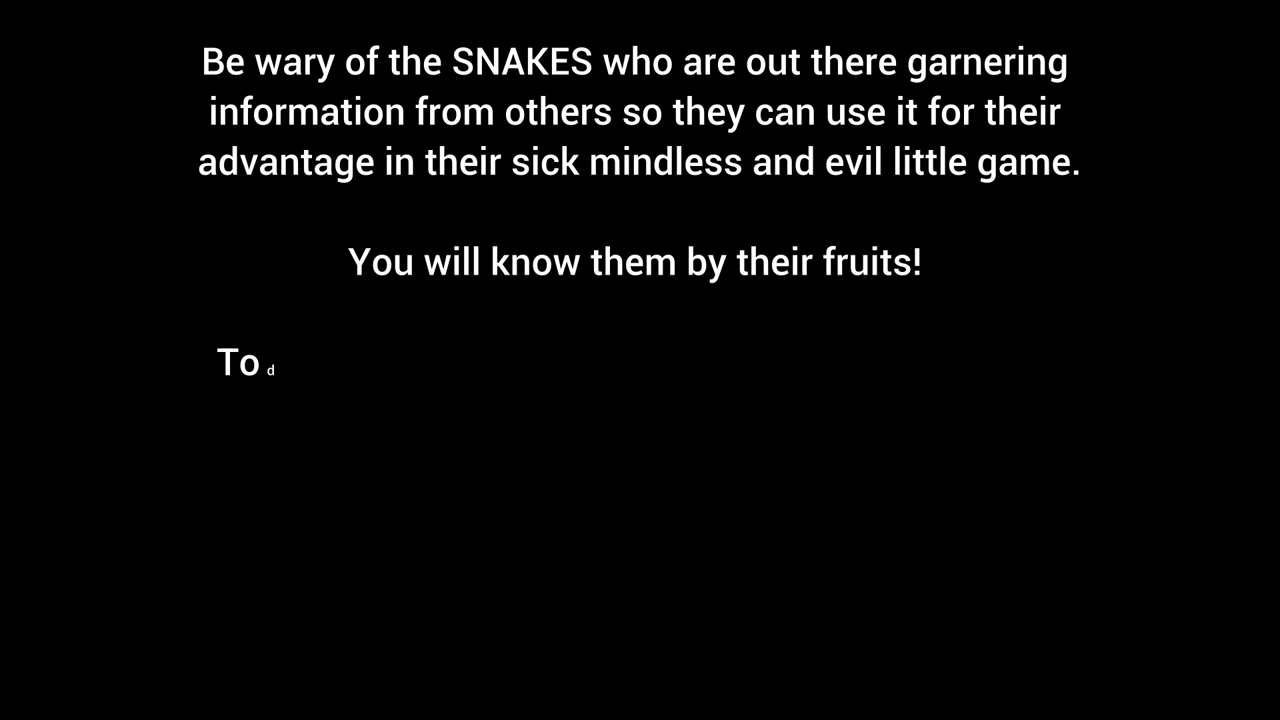 Be wary of the SNAKES who are out there garnering
information from others so they can use it for their
advantage in their sick mindless and evil little game.
You will know them by their fruits!
To d